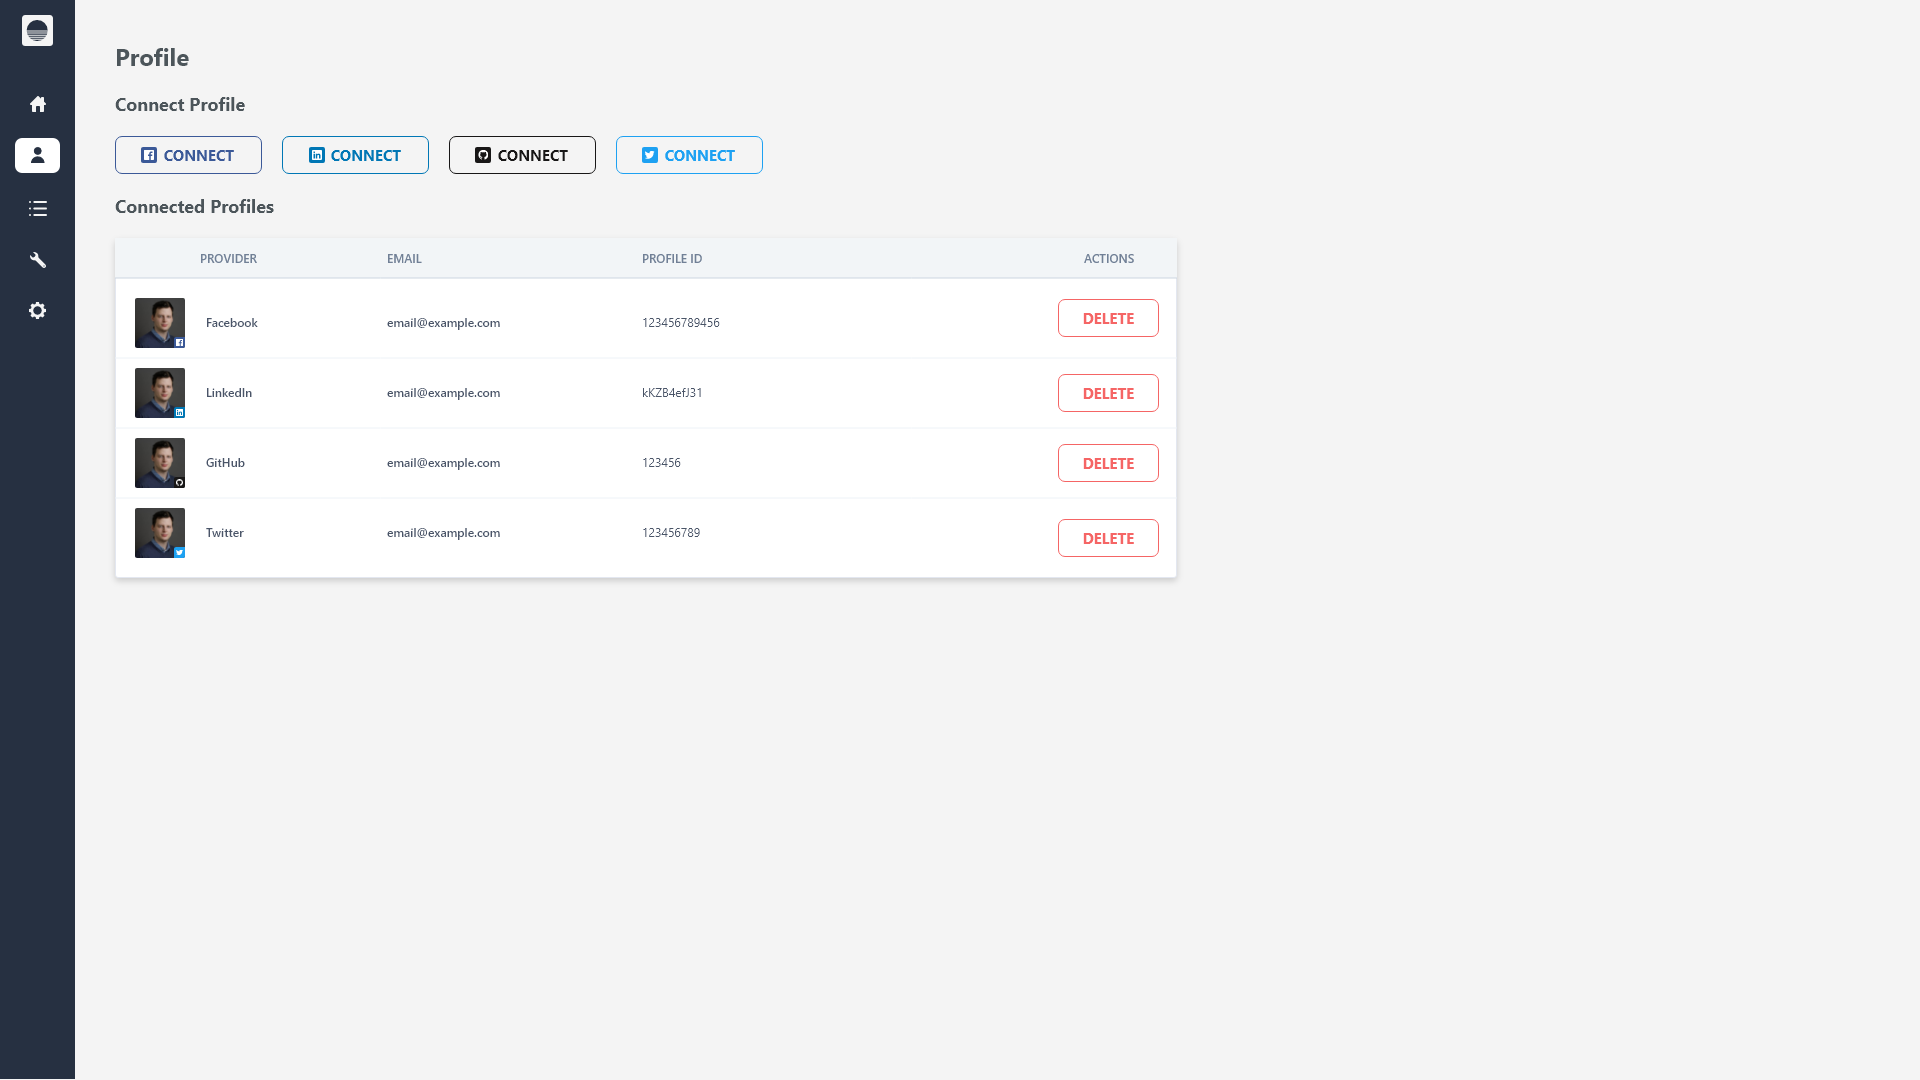 Profile
Connect Profile
CONNECT CONNECT CONNECT CONNECT
Connected Profiles
PROVIDER EMAIL PROFILE ID ACTIONS
Facebook email@example.com 123456789456 DELETE
LinkedIn email@example.com kKZB4efJ31 DELETE
GitHub email@example.com 123456 DELETE
Twitter email@example.com 123456789 DELETE